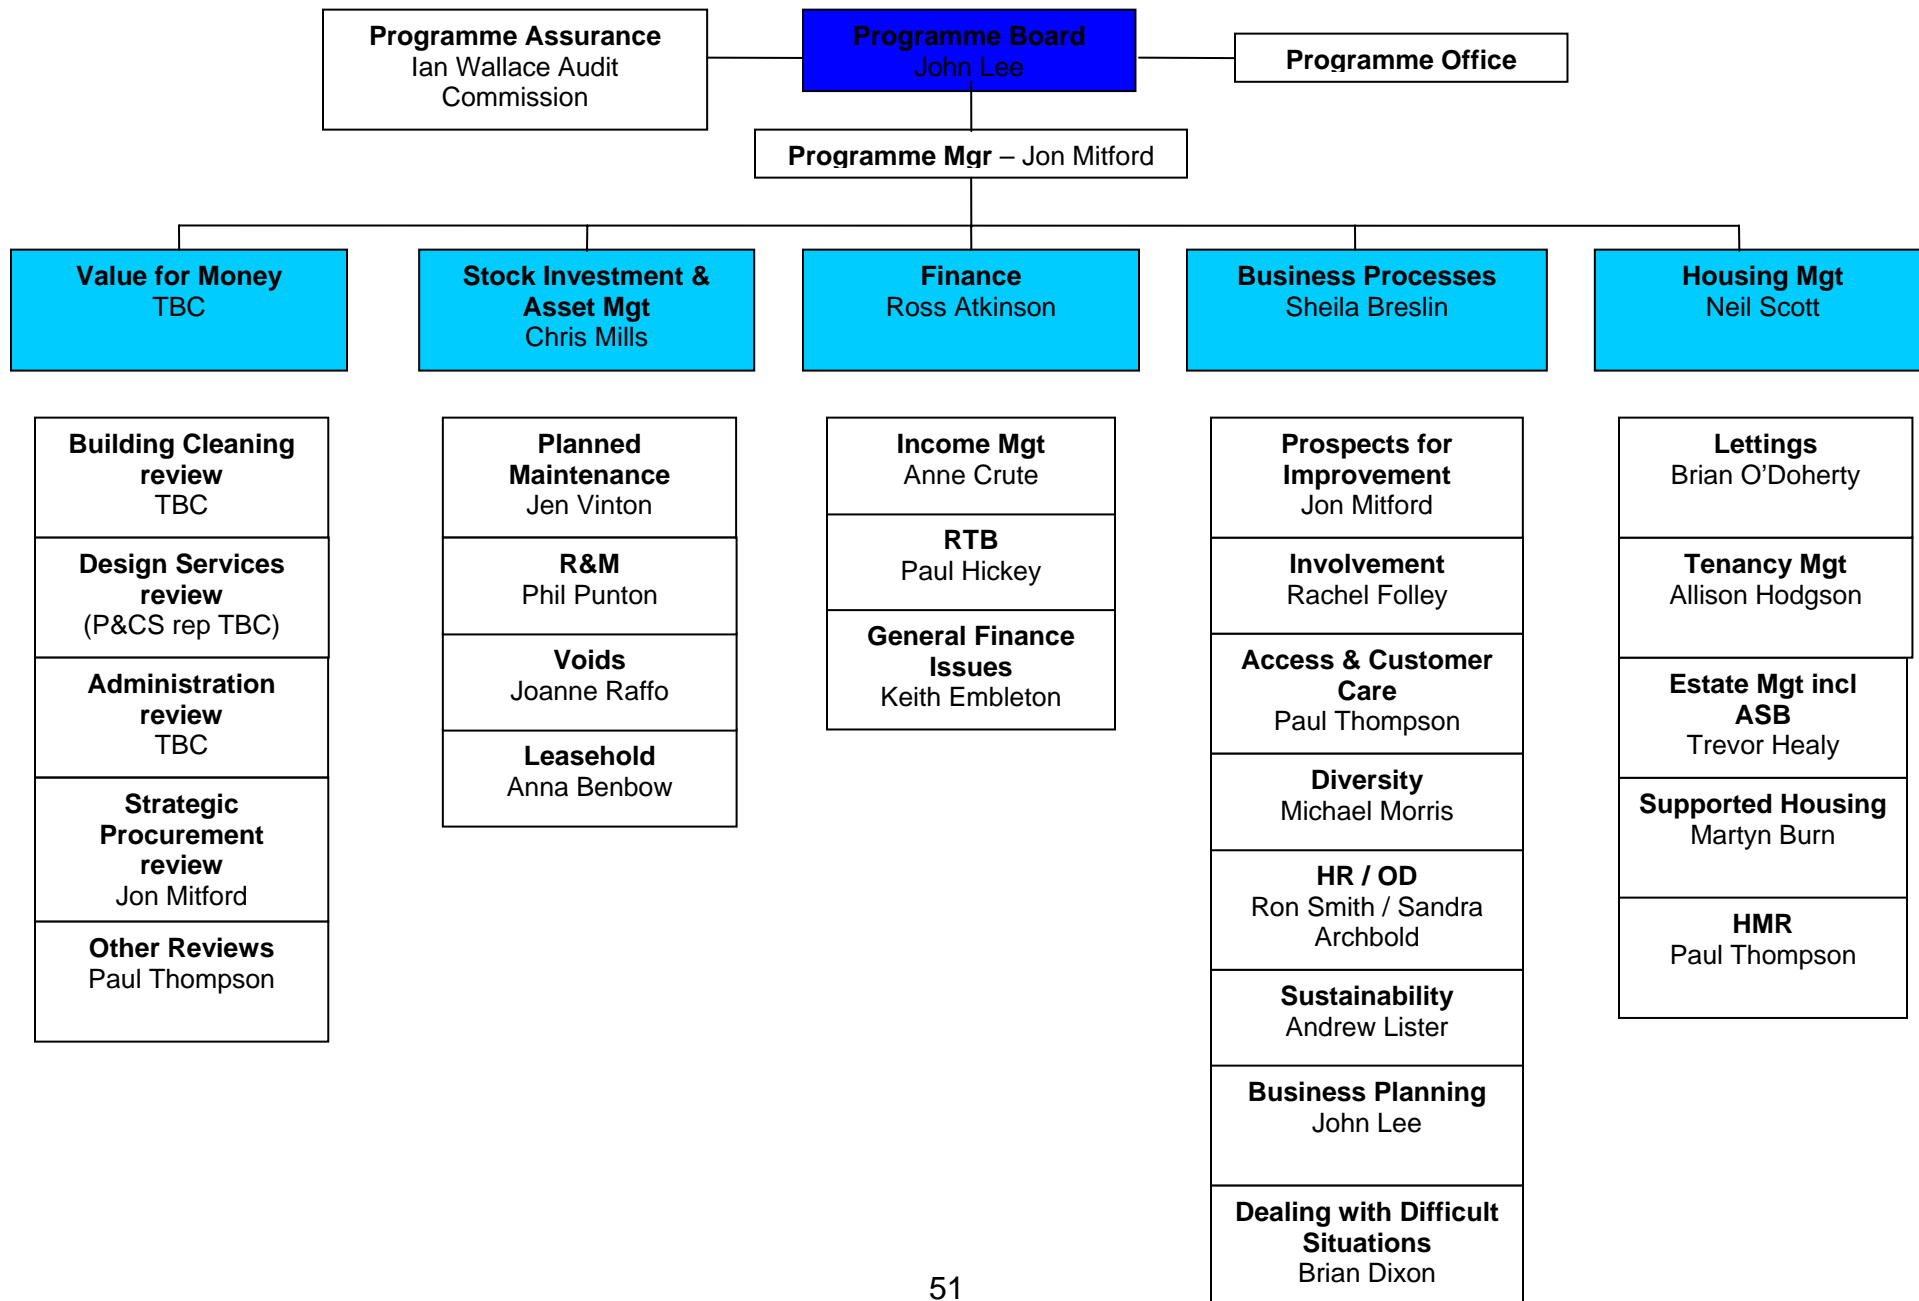 Programme Assurance
Ian Wallace Audit
Commission
Programme Board
John Lee
Programme Office
Programme Mgr – Jon Mitford
Value for Money
TBC
Stock Investment &
Asset Mgt
Chris Mills
Finance
Ross Atkinson
Business Processes
Sheila Breslin
Housing Mgt
Neil Scott
Building Cleaning
review
TBC
Design Services
review
(P&CS rep TBC)
Administration
review
TBC
Strategic
Procurement
review
Jon Mitford
Other Reviews
Paul Thompson
Planned
Maintenance
Jen Vinton
R&M
Phil Punton
Voids
Joanne Raffo
Leasehold
Anna Benbow
Income Mgt
Anne Crute
RTB
Paul Hickey
General Finance
Issues
Keith Embleton
Prospects for
Improvement
Jon Mitford
Involvement
Rachel Folley
Access & Customer
Care
Paul Thompson
Diversity
Michael Morris
HR / OD
Ron Smith / Sandra
Archbold
Sustainability
Andrew Lister
Business Planning
John Lee
Dealing with Difficult
Situations
Brian Dixon
Lettings
Brian O’Doherty
Tenancy Mgt
Allison Hodgson
Estate Mgt incl
ASB
Trevor Healy
Supported Housing
Martyn Burn
HMR
Paul Thompson
51